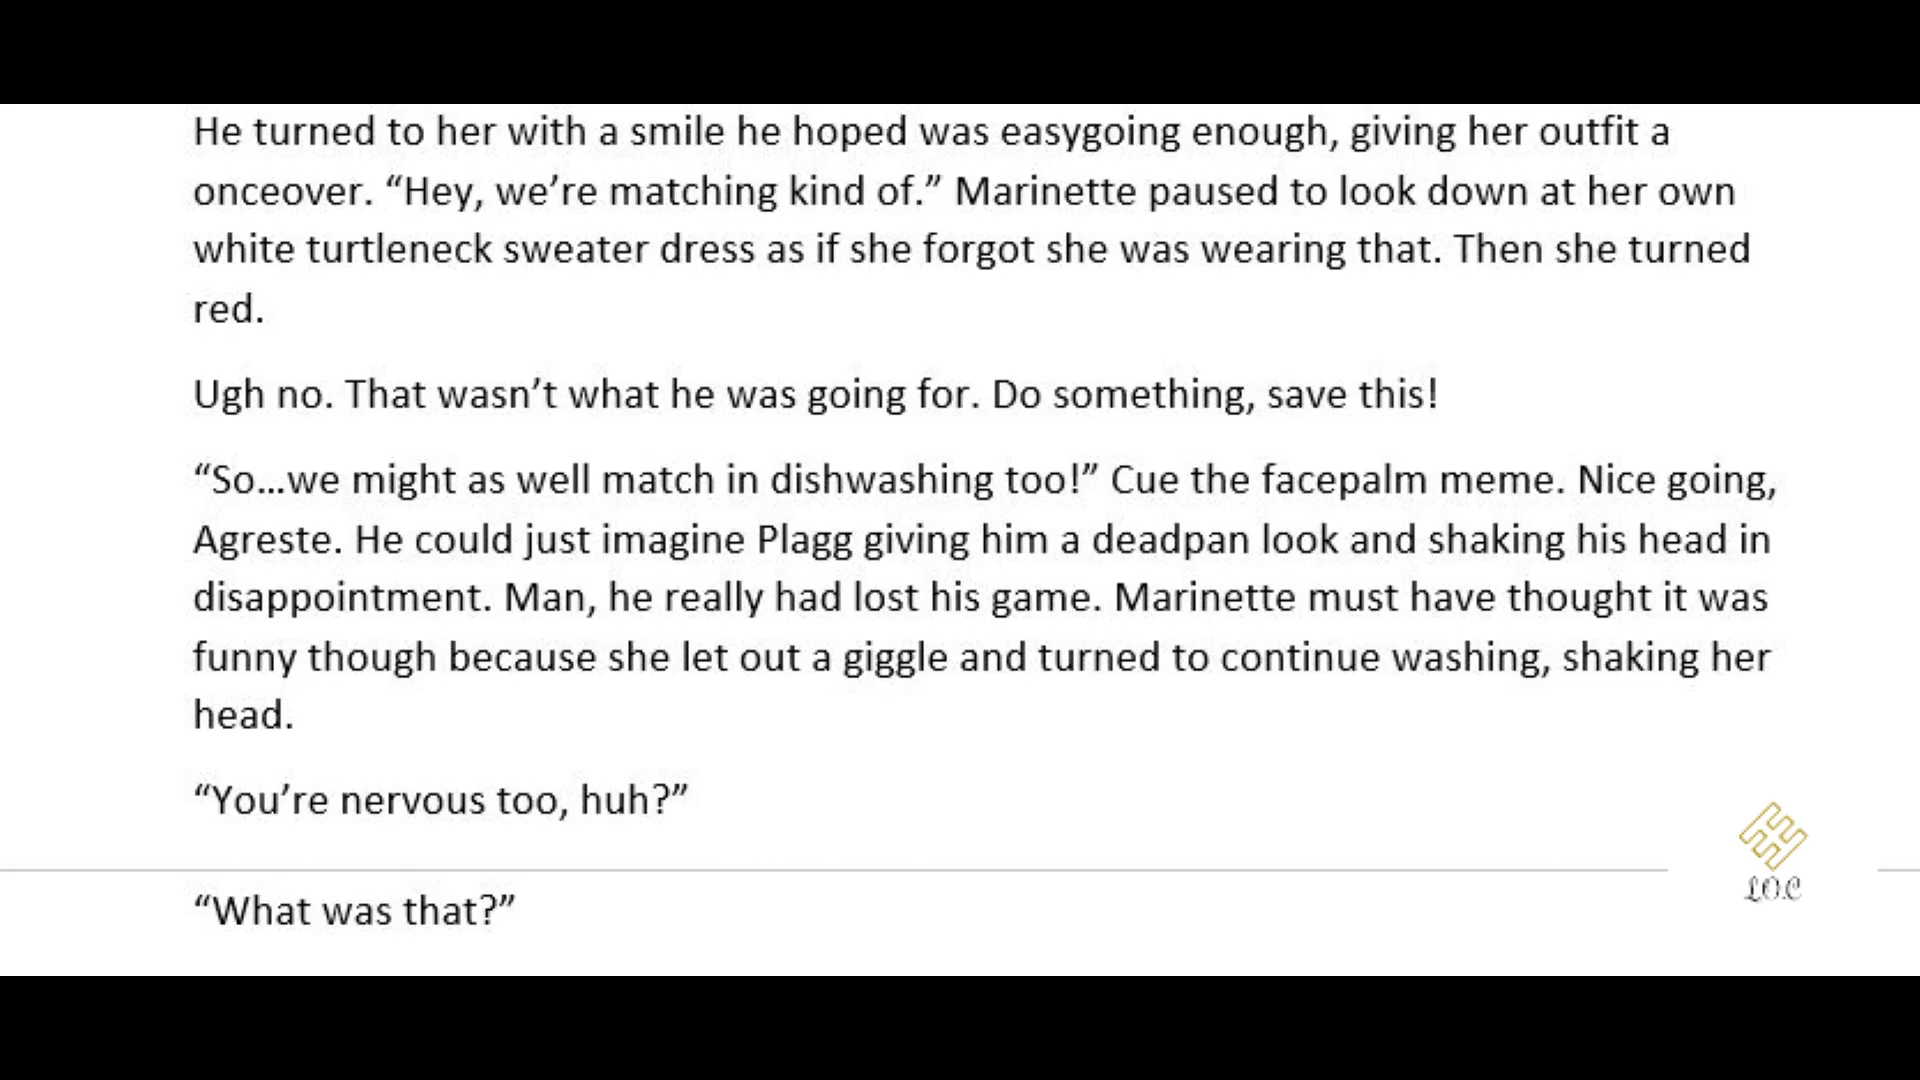 He turned to her with a smile he hoped was easygoing enough, giving her outfit a
onceover. “Hey, we’re matching kind of.” Marinette paused to look down at her own
white turtleneck sweater dress as if she forgot she was wearing that. Then she turned
red.
Ugh no. That wasn’t what he was going for. Do something, save this!
“So…we might as well match in dishwashing too!” Cue the facepalm meme. Nice going,
Agreste. He could just imagine Plagg giving him a deadpan look and shaking his head in
disappointment. Man, he really had lost his game. Marinette must have thought it was
funny though because she let out a giggle and turned to continue washing, shaking her
head.
“You’re nervous too, huh?”
“What was that?”
L.O.C